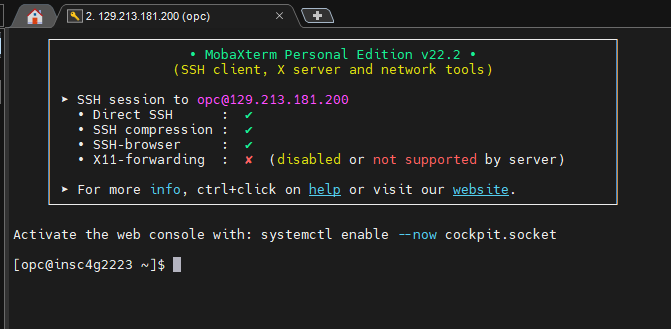 2. 129.213.181.200 (opc)
• MobaXterm Personal Edition v22.2 •
(SSH client, X server and network tools)
➤ SSH session to opc@129.213.181.200
• Direct SSH : ✔
• SSH compression : ✔
• SSH-browser : ✔
• X11-forwarding : ✘ (disabled or not supported by server)
➤ For more info, ctrl+click on help or visit our website.
Activate the web console with: systemctl enable --now cockpit.socket
[opc@insc4g2223 ~]$